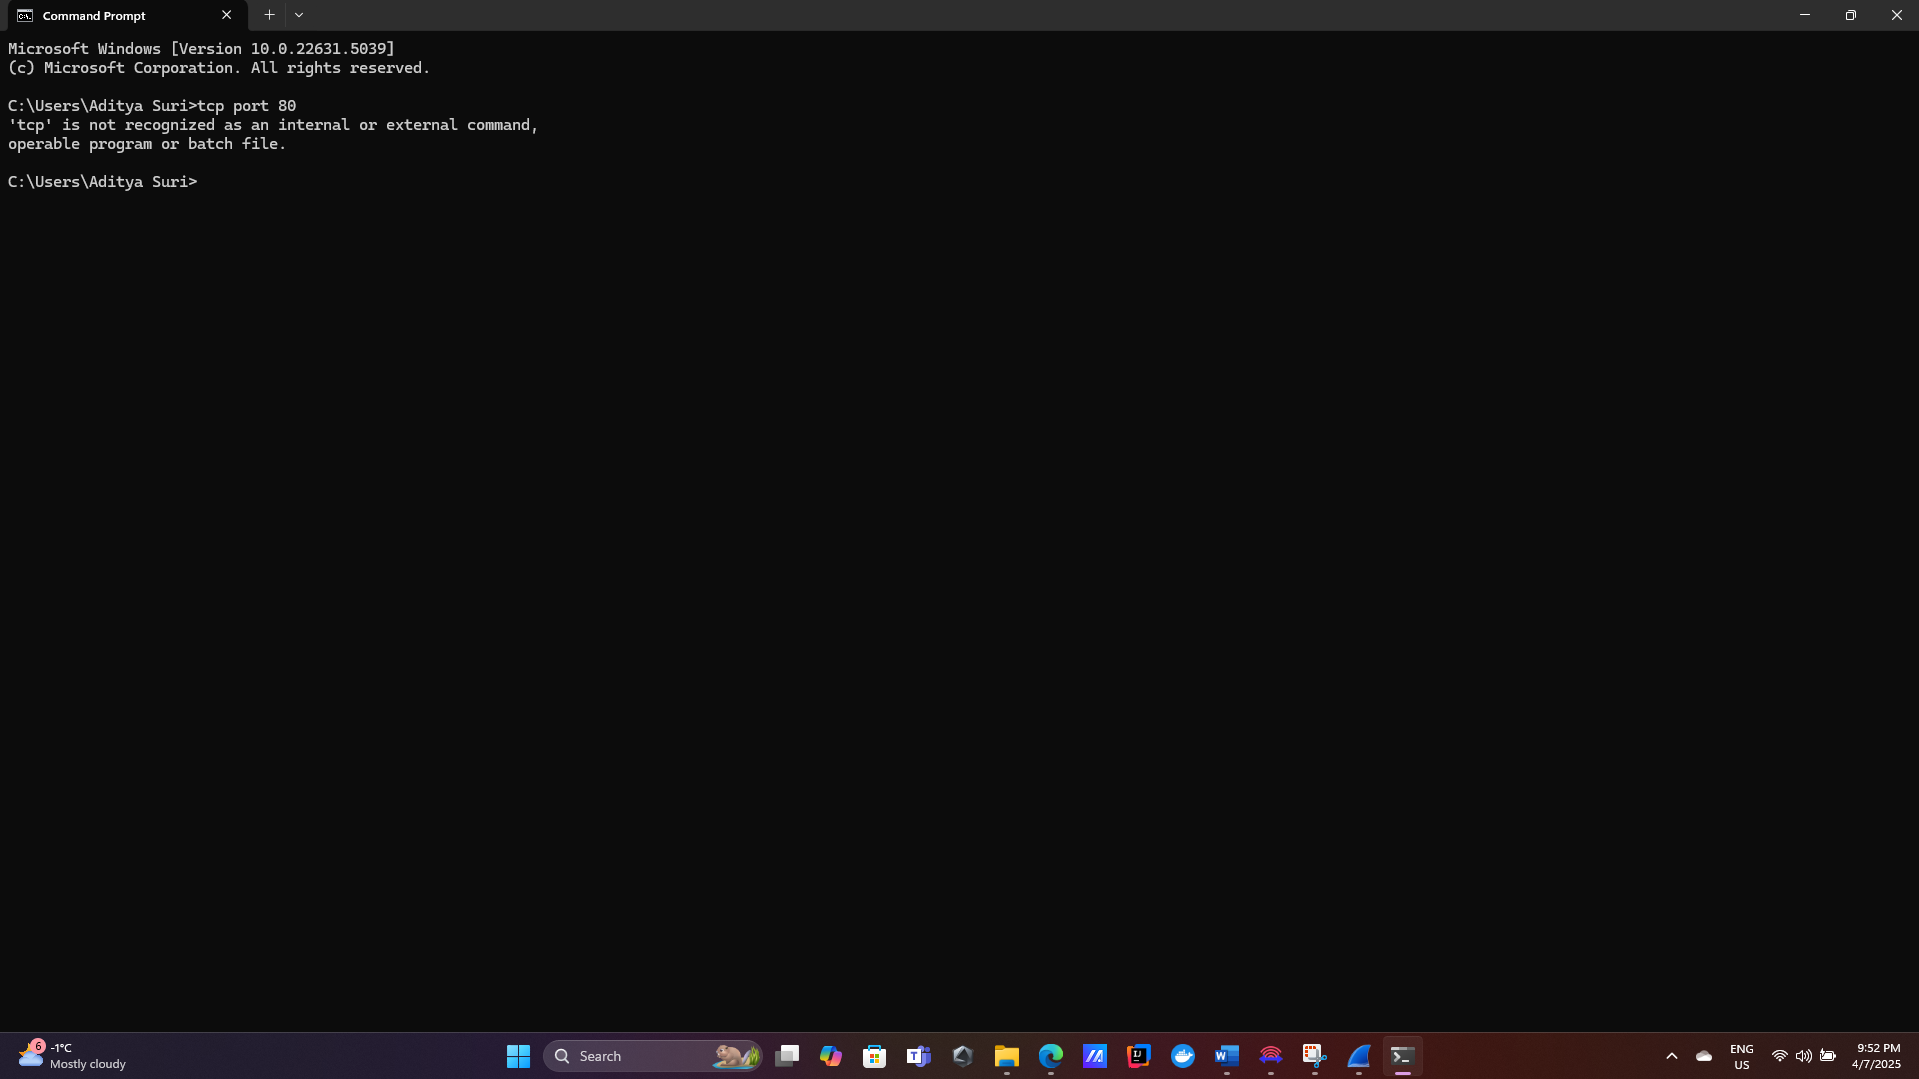 Command Prompt
Microsoft Windows [Version 10.0.22631.5039]
(c) Microsoft Corporation. All rights reserved.
C:\Users\Aditya Suri>tcp port 80
'tcp' is not recognized as an internal or external command,
operable program or batch file.
C:\Users\Aditya Suri>
6
-1°C
Mostly cloudy
Search
ENG
US
9:52 PM
4/7/2025